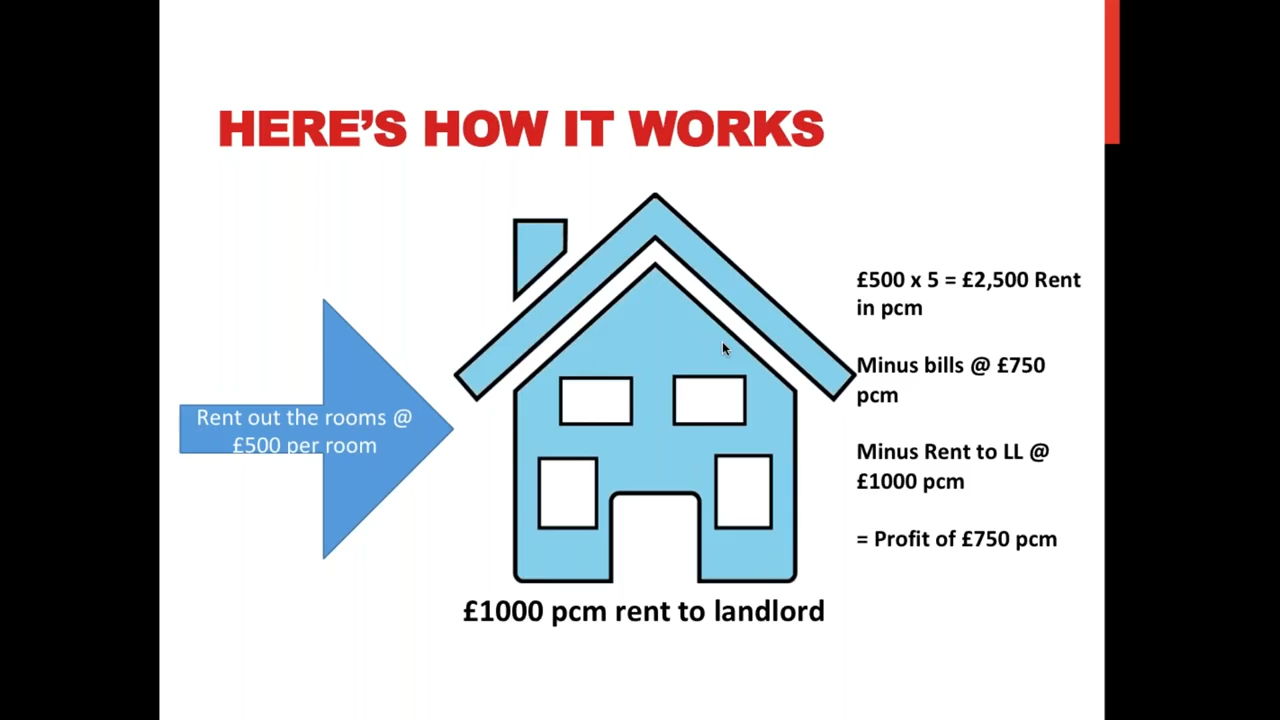 HERE'S HOW IT WORKS
Rent out the rooms @
£500 per room
£500 x 5 = £2,500 Rent
in pcm
Minus bills @ £750
pcm
Minus Rent to LL @
£1000 pcm
= Profit of £750 pcm
£1000 pcm rent to landlord